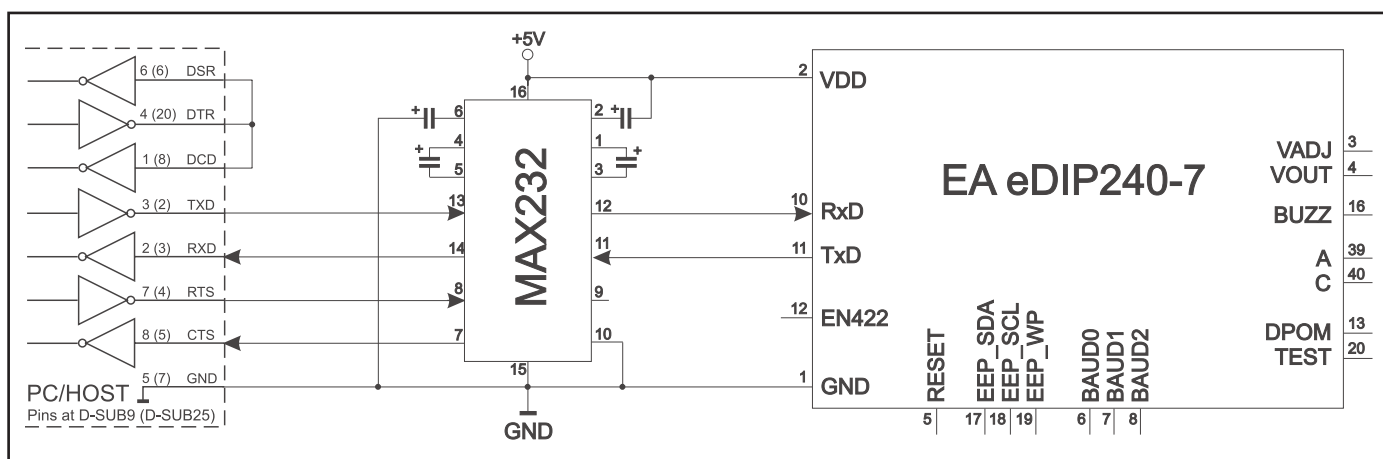 +5V
6 (6) DSR
4 (20) DTR
1 (8) DCD
3 (2) TXD
2 (3) RXD
7 (4) RTS
8 (5) CTS
5 (7) GND
PC/HOST
Pins at D-SUB9 (D-SUB25)
+
+
+
+
MAX232
16
6
4
5
13
14
8
7
15
2
1
3
12
11
9
10
GND
EA eDIP240-7
2 VDD
10 RxD
11 TxD
12 EN422
1 GND
RESET
5
EEP_SDA
17
EEP_SCL
18
EEP_WP
19
BAUD0
6
BAUD1
7
BAUD2
8
VADJ 3
VOUT 4
BUZZ 16
A 39
C 40
DPOM 13
TEST 20